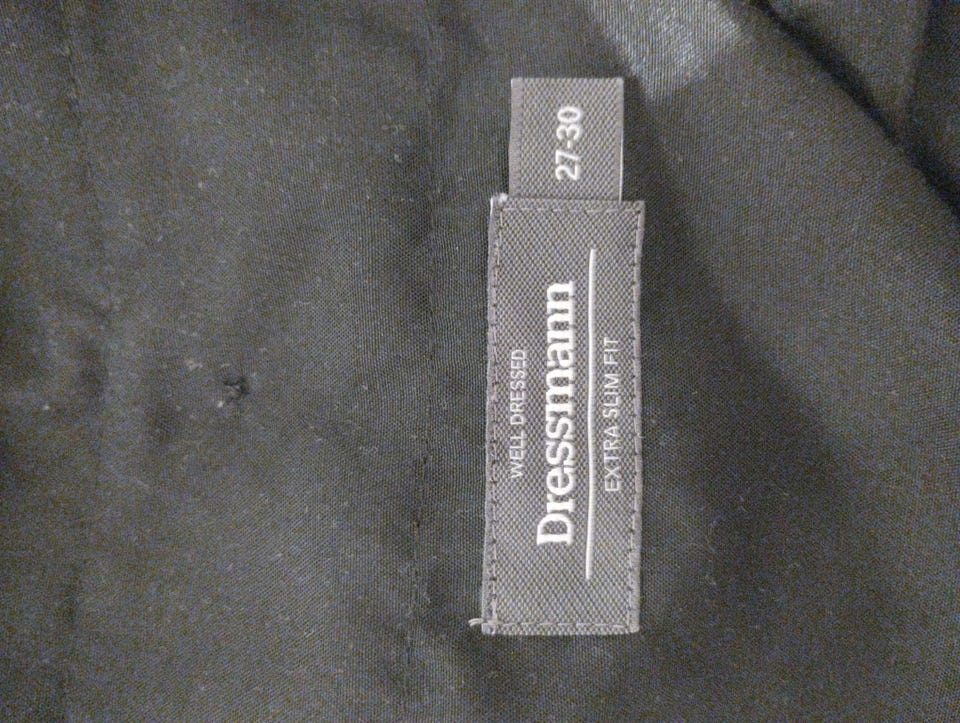 WELL DRESSED
Dressmann
EXTRA SLIM FIT
27-30